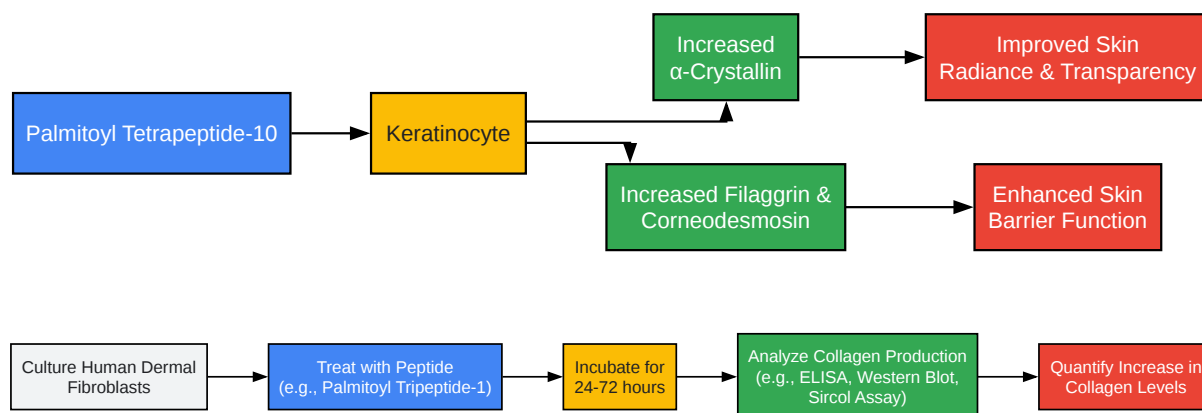 Palmitoyl Tetrapeptide-10
Keratinocyte
Increased
α-Crystallin
Improved Skin
Radiance & Transparency
Increased Filaggrin &
Corneodesmosin
Enhanced Skin
Barrier Function
Culture Human Dermal
Fibroblasts
Treat with Peptide
(e.g., Palmitoyl Tripeptide-1)
Incubate for
24-72 hours
Analyze Collagen Production
(e.g., ELISA, Western Blot,
Sircol Assay)
Quantify Increase in
Collagen Levels